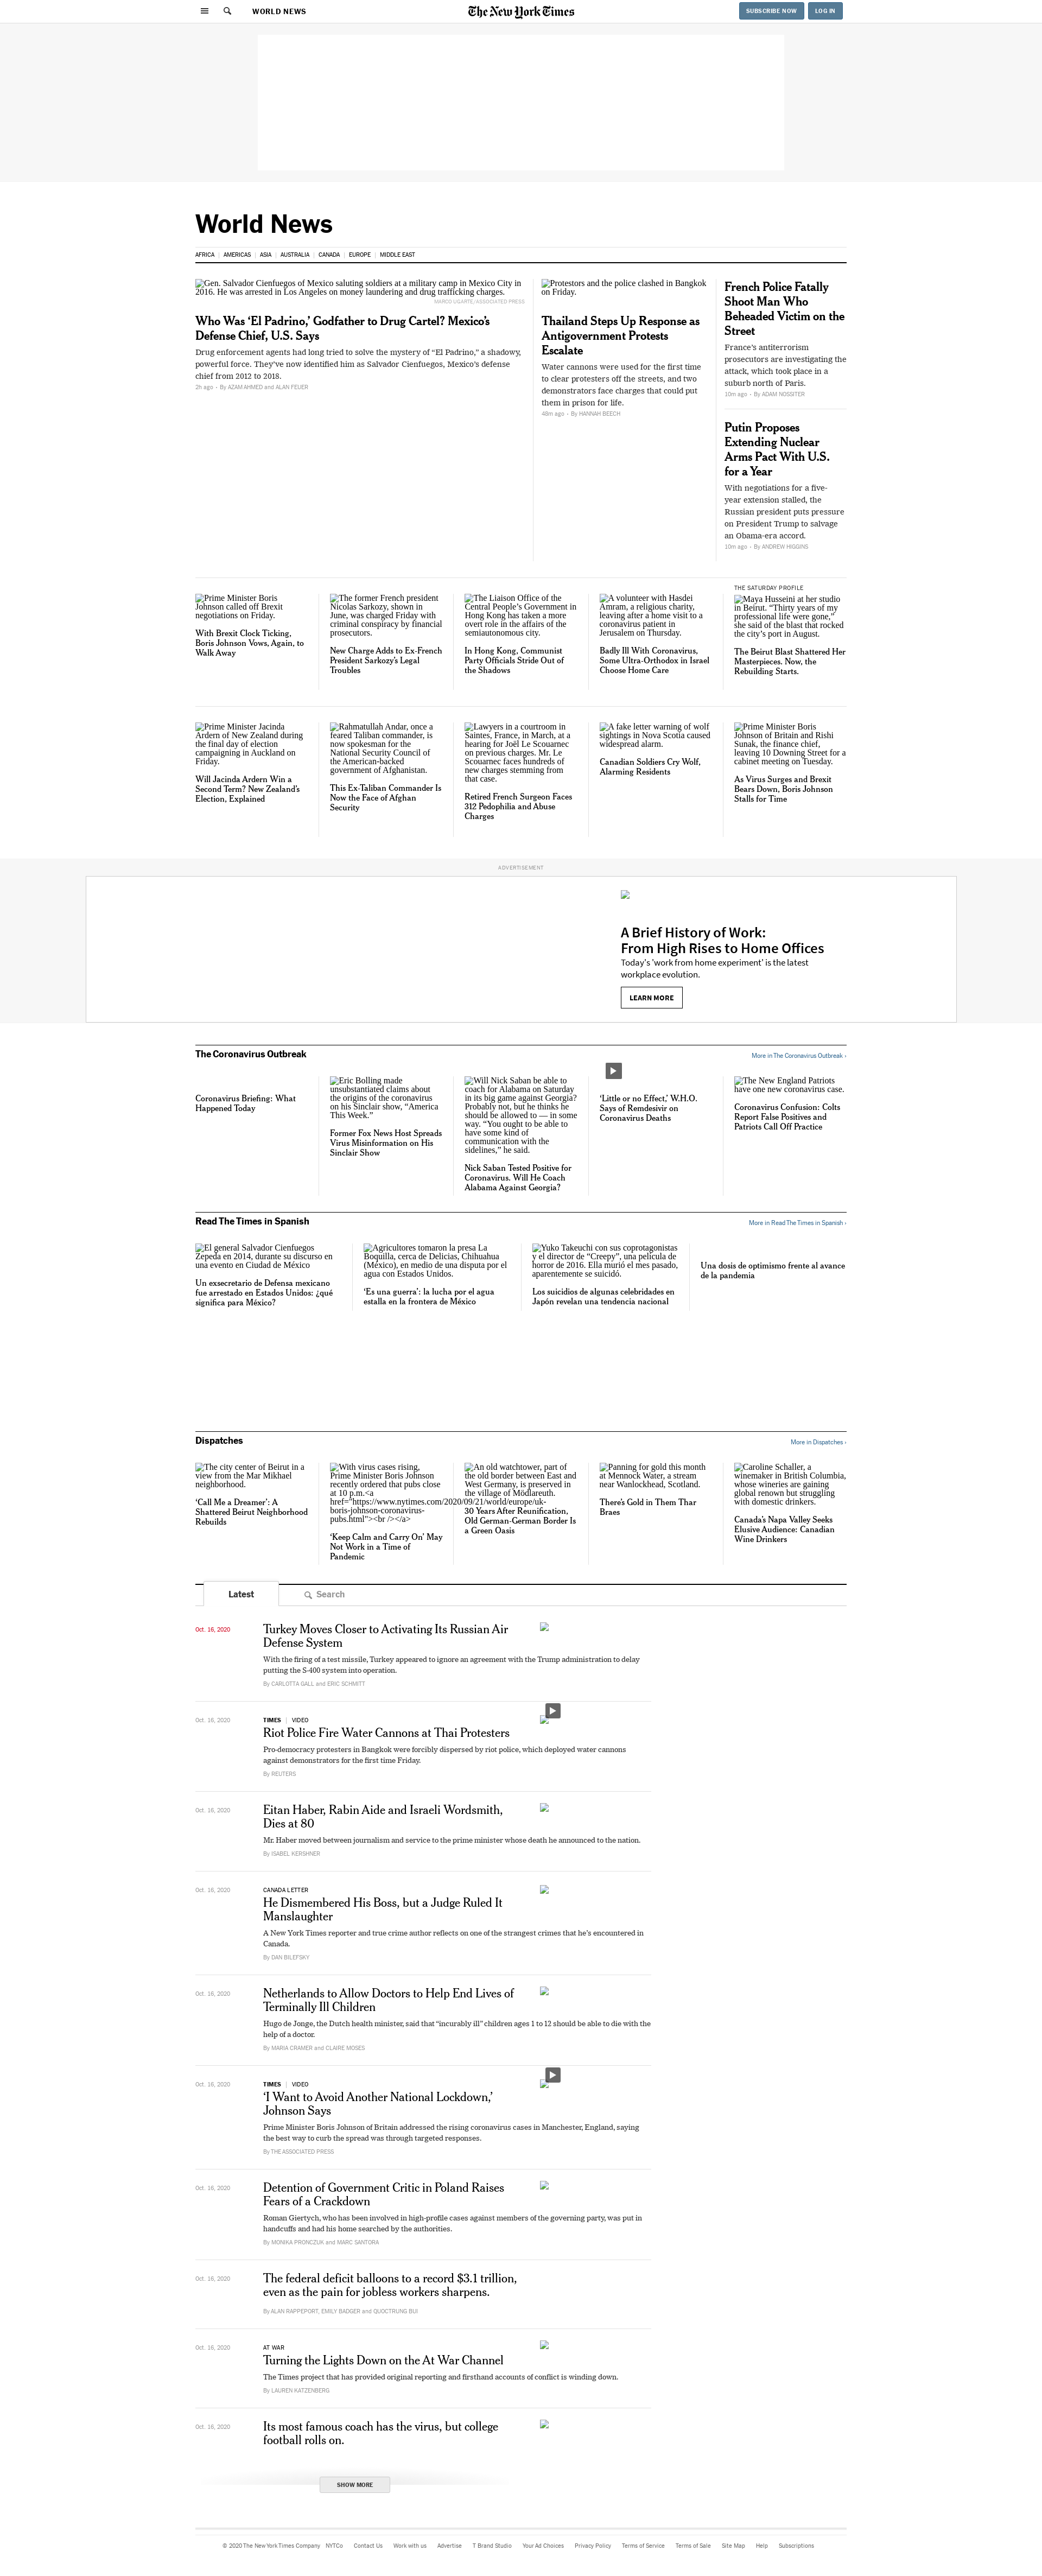 WORLD NEWS
The New York Times
SUBSCRIBE NOW
LOG IN
World News
AFRICA
AMERICAS
ASIA
AUSTRALIA
CANADA
EUROPE
MIDDLE EAST
Gen. Salvador Cienfuegos of Mexico saluting soldiers at a military camp in Mexico City in
2016. He was arrested in Los Angeles on money laundering and drug trafficking charges.
MARCO UGARTE/ASSOCIATED PRESS
Who Was ‘El Padrino,’ Godfather to Drug Cartel? Mexico’s
Defense Chief, U.S. Says
Drug enforcement agents had long tried to solve the mystery of “El Padrino,” a shadowy,
powerful force. They’ve now identified him as Salvador Cienfuegos, Mexico’s defense
chief from 2012 to 2018.
2h ago · By AZAM AHMED and ALAN FEUER
Protestors and the police clashed in Bangkok
on Friday.
Thailand Steps Up Response as
Antigovernment Protests
Escalate
Water cannons were used for the first time
to clear protesters off the streets, and two
demonstrators face charges that could put
them in prison for life.
48m ago · By HANNAH BEECH
French Police Fatally
Shoot Man Who
Beheaded Victim on the
Street
France’s antiterrorism
prosecutors are investigating the
attack, which took place in a
suburb north of Paris.
10m ago · By ADAM NOSSITER
Putin Proposes
Extending Nuclear
Arms Pact With U.S.
for a Year
With negotiations for a five-
year extension stalled, the
Russian president puts pressure
on President Trump to salvage
an Obama-era accord.
10m ago · By ANDREW HIGGINS
Prime Minister Boris
Johnson called off Brexit
negotiations on Friday.
With Brexit Clock Ticking,
Boris Johnson Vows, Again, to
Walk Away
The former French president
Nicolas Sarkozy, shown in
June, was charged Friday with
criminal conspiracy by financial
prosecutors.
New Charge Adds to Ex-French
President Sarkozy’s Legal
Troubles
The Liaison Office of the
Central People’s Government in
Hong Kong has taken a more
overt role in the affairs of the
semiautonomous city.
In Hong Kong, Communist
Party Officials Stride Out of
the Shadows
A volunteer with Hasdei
Amram, a religious charity,
leaving after a home visit to a
coronavirus patient in
Jerusalem on Thursday.
Badly Ill With Coronavirus,
Some Ultra-Orthodox in Israel
Choose Home Care
THE SATURDAY PROFILE
Maya Husseini at her studio
in Beirut. “Thirty years of my
professional life were gone,”
she said of the blast that rocked
the city’s port in August.
The Beirut Blast Shattered Her
Masterpieces. Now, the
Rebuilding Starts.
Prime Minister Jacinda
Ardern of New Zealand during
the final day of election
campaigning in Auckland on
Friday.
Will Jacinda Ardern Win a
Second Term? New Zealand’s
Election, Explained
Rahmatullah Andar, once a
feared Taliban commander, is
now spokesman for the
National Security Council of
the American-backed
government of Afghanistan.
This Ex-Taliban Commander Is
Now the Face of Afghan
Security
Lawyers in a courtroom in
Saintes, France, in March, at a
hearing for Joël Le Scouarnec
on previous charges. Mr. Le
Scouarnec faces hundreds of
new charges stemming from
that case.
Retired French Surgeon Faces
312 Pedophilia and Abuse
Charges
A fake letter warning of wolf
sightings in Nova Scotia caused
widespread alarm.
Canadian Soldiers Cry Wolf,
Alarming Residents
Prime Minister Boris
Johnson of Britain and Rishi
Sunak, the finance chief,
leaving 10 Downing Street for a
cabinet meeting on Tuesday.
As Virus Surges and Brexit
Bears Down, Boris Johnson
Stalls for Time
ADVERTISEMENT
A Brief History of Work:
From High Rises to Home Offices
Today's 'work from home experiment' is the latest
workplace evolution.
LEARN MORE
The Coronavirus Outbreak
More in The Coronavirus Outbreak ›
Coronavirus Briefing: What
Happened Today
Eric Bolling made
unsubstantiated claims about
the origins of the coronavirus
on his Sinclair show, “America
This Week.”
Former Fox News Host Spreads
Virus Misinformation on His
Sinclair Show
Will Nick Saban be able to
coach for Alabama on Saturday
in its big game against Georgia?
Probably not, but he thinks he
should be allowed to — in some
way. “You ought to be able to
have some kind of
communication with the
sidelines,” he said.
Nick Saban Tested Positive for
Coronavirus. Will He Coach
Alabama Against Georgia?
‘Little or no Effect,’ W.H.O.
Says of Remdesivir on
Coronavirus Deaths
The New England Patriots
have one new coronavirus case.
Coronavirus Confusion: Colts
Report False Positives and
Patriots Call Off Practice
Read The Times in Spanish
More in Read The Times in Spanish ›
El general Salvador Cienfuegos
Zepeda en 2014, durante su discurso en
una evento en Ciudad de México
Un exsecretario de Defensa mexicano
fue arrestado en Estados Unidos: ¿qué
significa para México?
Agricultores tomaron la presa La
Boquilla, cerca de Delicias, Chihuahua
(México), en medio de una disputa por el
agua con Estados Unidos.
‘Es una guerra’: la lucha por el agua
estalla en la frontera de México
Yuko Takeuchi con sus coprotagonistas
y el director de “Creepy”, una película de
horror de 2016. Ella murió el mes pasado,
aparentemente se suicidó.
Los suicidios de algunas celebridades en
Japón revelan una tendencia nacional
Una dosis de optimismo frente al avance
de la pandemia
Dispatches
More in Dispatches ›
The city center of Beirut in a
view from the Mar Mikhael
neighborhood.
‘Call Me a Dreamer’: A
Shattered Beirut Neighborhood
Rebuilds
With virus cases rising,
Prime Minister Boris Johnson
recently ordered that pubs close
at 10 p.m.<a
href="https://www.nytimes.com/2020/09/21/world/europe/uk-
boris-johnson-coronavirus-
pubs.html"><br /></a>
‘Keep Calm and Carry On’ May
Not Work in a Time of
Pandemic
An old watchtower, part of
the old border between East and
West Germany, is preserved in
the village of Mödlareuth.
30 Years After Reunification,
Old German-German Border Is
a Green Oasis
Panning for gold this month
at Mennock Water, a stream
near Wanlockhead, Scotland.
There’s Gold in Them Thar
Braes
Caroline Schaller, a
winemaker in British Columbia,
whose wineries are gaining
global renown but struggling
with domestic drinkers.
Canada’s Napa Valley Seeks
Elusive Audience: Canadian
Wine Drinkers
Latest
Search
Oct. 16, 2020
Turkey Moves Closer to Activating Its Russian Air
Defense System
With the firing of a test missile, Turkey appeared to ignore an agreement with the Trump administration to delay
putting the S-400 system into operation.
By CARLOTTA GALL and ERIC SCHMITT
Oct. 16, 2020
TIMES | VIDEO
Riot Police Fire Water Cannons at Thai Protesters
Pro-democracy protesters in Bangkok were forcibly dispersed by riot police, which deployed water cannons
against demonstrators for the first time Friday.
By REUTERS
Oct. 16, 2020
Eitan Haber, Rabin Aide and Israeli Wordsmith,
Dies at 80
Mr. Haber moved between journalism and service to the prime minister whose death he announced to the nation.
By ISABEL KERSHNER
Oct. 16, 2020
CANADA LETTER
He Dismembered His Boss, but a Judge Ruled It
Manslaughter
A New York Times reporter and true crime author reflects on one of the strangest crimes that he’s encountered in
Canada.
By DAN BILEFSKY
Oct. 16, 2020
Netherlands to Allow Doctors to Help End Lives of
Terminally Ill Children
Hugo de Jonge, the Dutch health minister, said that “incurably ill” children ages 1 to 12 should be able to die with the
help of a doctor.
By MARIA CRAMER and CLAIRE MOSES
Oct. 16, 2020
TIMES | VIDEO
‘I Want to Avoid Another National Lockdown,’
Johnson Says
Prime Minister Boris Johnson of Britain addressed the rising coronavirus cases in Manchester, England, saying
the best way to curb the spread was through targeted responses.
By THE ASSOCIATED PRESS
Oct. 16, 2020
Detention of Government Critic in Poland Raises
Fears of a Crackdown
Roman Giertych, who has been involved in high-profile cases against members of the governing party, was put in
handcuffs and had his home searched by the authorities.
By MONIKA PRONCZUK and MARC SANTORA
Oct. 16, 2020
The federal deficit balloons to a record $3.1 trillion,
even as the pain for jobless workers sharpens.
By ALAN RAPPEPORT, EMILY BADGER and QUOCTRUNG BUI
Oct. 16, 2020
AT WAR
Turning the Lights Down on the At War Channel
The Times project that has provided original reporting and firsthand accounts of conflict is winding down.
By LAUREN KATZENBERG
Oct. 16, 2020
Its most famous coach has the virus, but college
football rolls on.
SHOW MORE
© 2020 The New York Times Company
NYTCo
Contact Us
Work with us
Advertise
T Brand Studio
Your Ad Choices
Privacy Policy
Terms of Service
Terms of Sale
Site Map
Help
Subscriptions